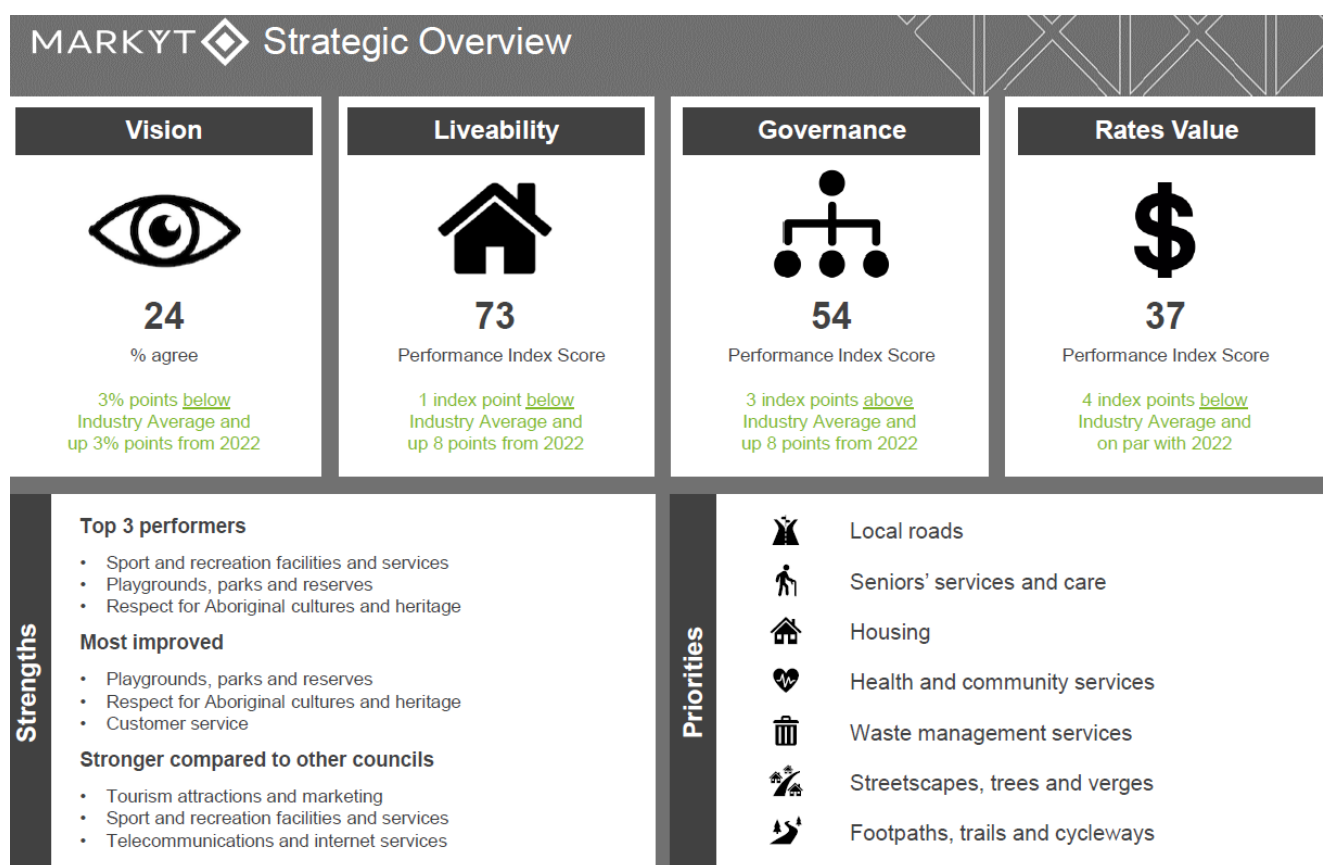 MARKYT Strategic Overview
Vision
24
% agree
3% points below
Industry Average and
up 3% points from 2022
Liveability
73
Performance Index Score
1 index point below
Industry Average and
up 8 points from 2022
Governance
54
Performance Index Score
3 index points above
Industry Average and
up 8 points from 2022
Rates Value
$
37
Performance Index Score
4 index points below
Industry Average and
on par with 2022
Strengths
Top 3 performers
• Sport and recreation facilities and services
• Playgrounds, parks and reserves
• Respect for Aboriginal cultures and heritage
Most improved
• Playgrounds, parks and reserves
• Respect for Aboriginal cultures and heritage
• Customer service
Stronger compared to other councils
• Tourism attractions and marketing
• Sport and recreation facilities and services
• Telecommunications and internet services
Priorities
Local roads
Seniors' services and care
Housing
Health and community services
Waste management services
Streetscapes, trees and verges
Footpaths, trails and cycleways